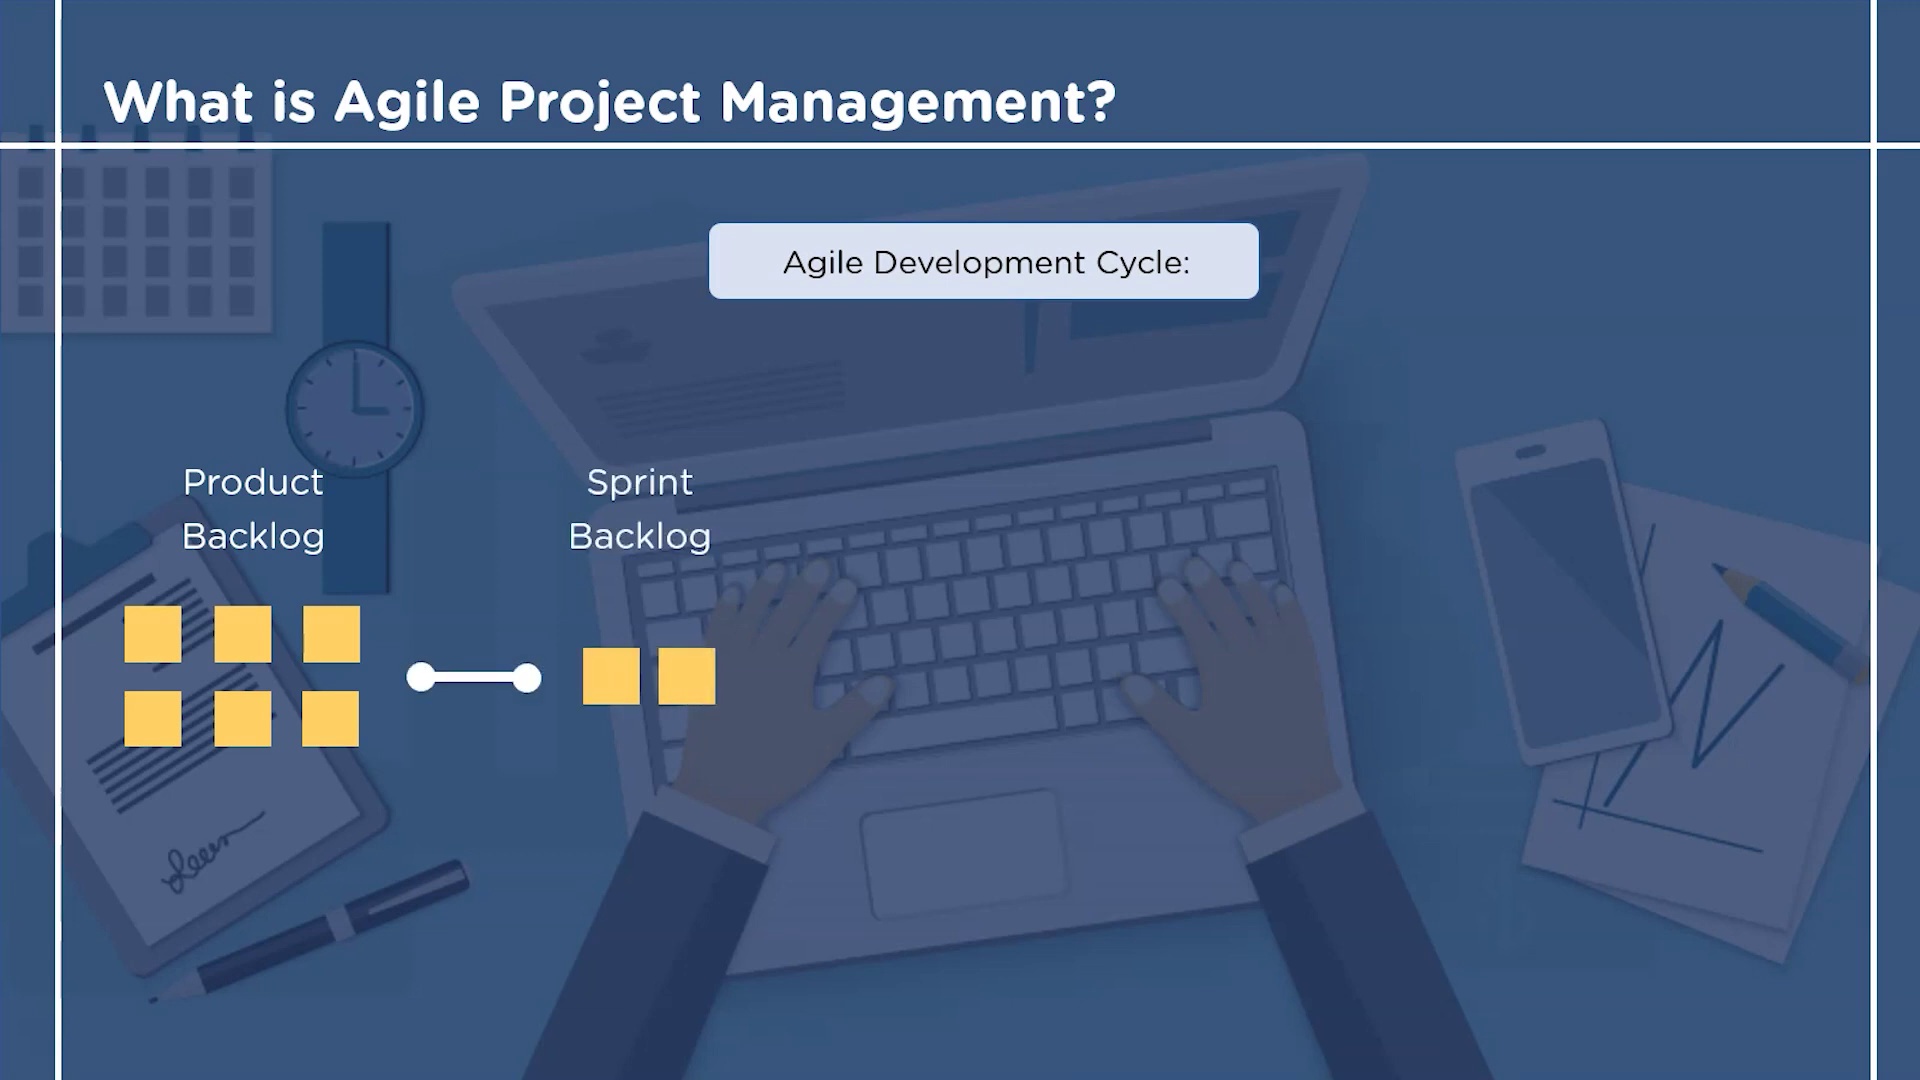 What is Agile Project Management?
Agile Development Cycle:
Product
Backlog
Sprint
Backlog